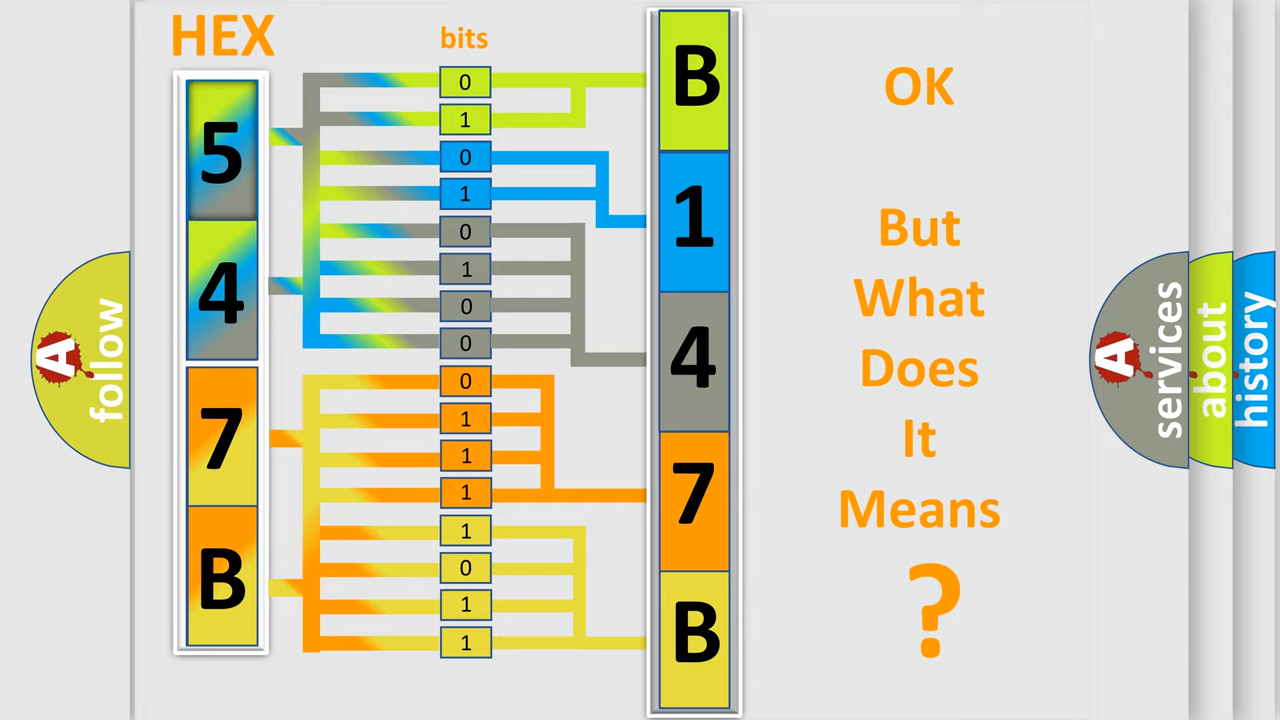 HEX
bits
5
4
7
B
0
1
0
1
0
1
0
0
0
1
1
1
1
0
1
1
B
1
4
7
B
OK
But
What
Does
It
Means
?
A
follow
A
services
about
history